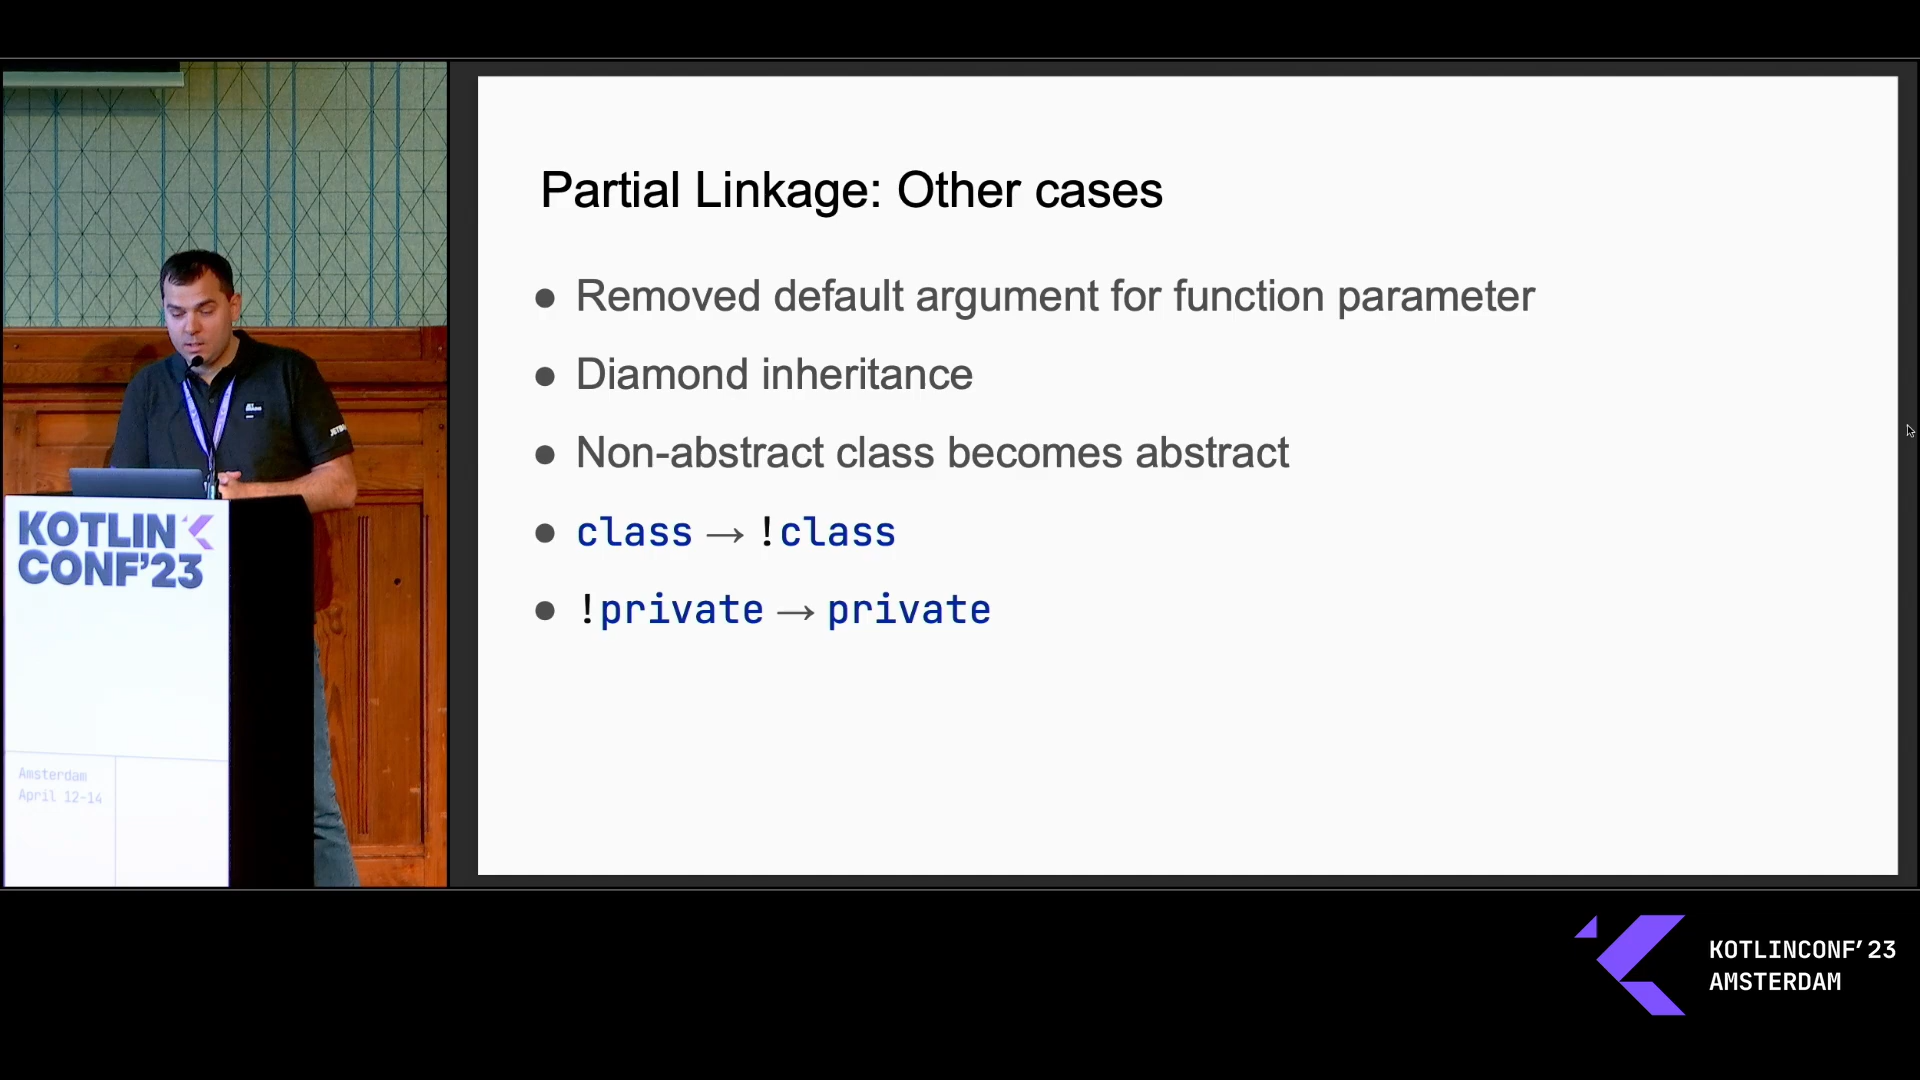 Partial Linkage: Other cases
● Removed default argument for function parameter
● Diamond inheritance
● Non-abstract class becomes abstract
● class → !class
● !private → private
KOTLIN
CONF’23
Amsterdam
April 12-14
KOTLINCONF’23
AMSTERDAM